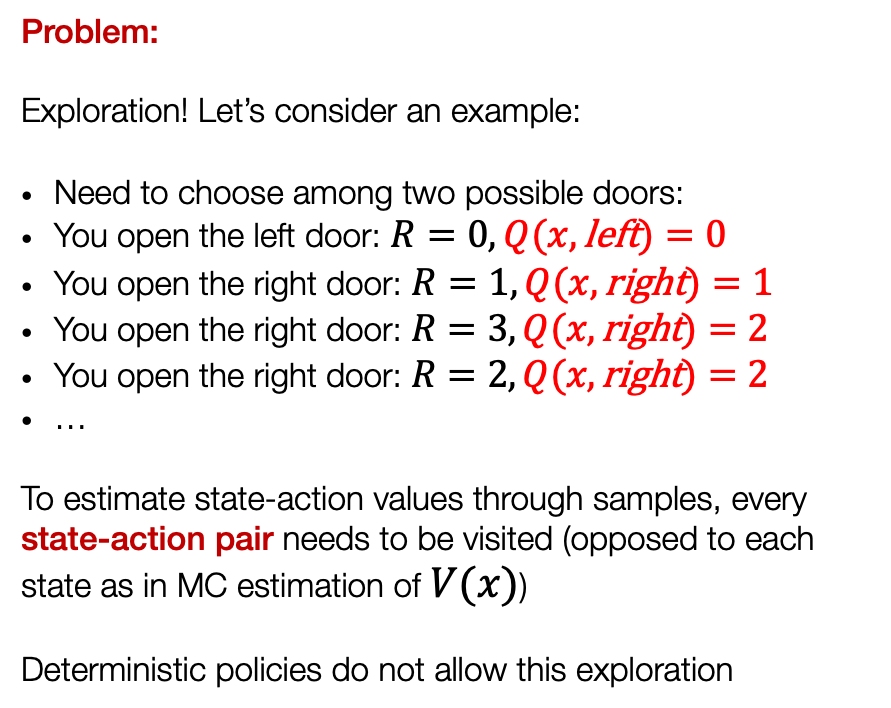 Problem:
Exploration! Let's consider an example:
• Need to choose among two possible doors:
• You open the left door: R = 0, Q(x, left) = 0
• You open the right door: R = 1, Q(x, right) = 1
• You open the right door: R = 3, Q(x, right) = 2
• You open the right door: R = 2, Q(x, right) = 2
• …
To estimate state-action values through samples, every
state-action pair needs to be visited (opposed to each
state as in MC estimation of V(x))
Deterministic policies do not allow this exploration